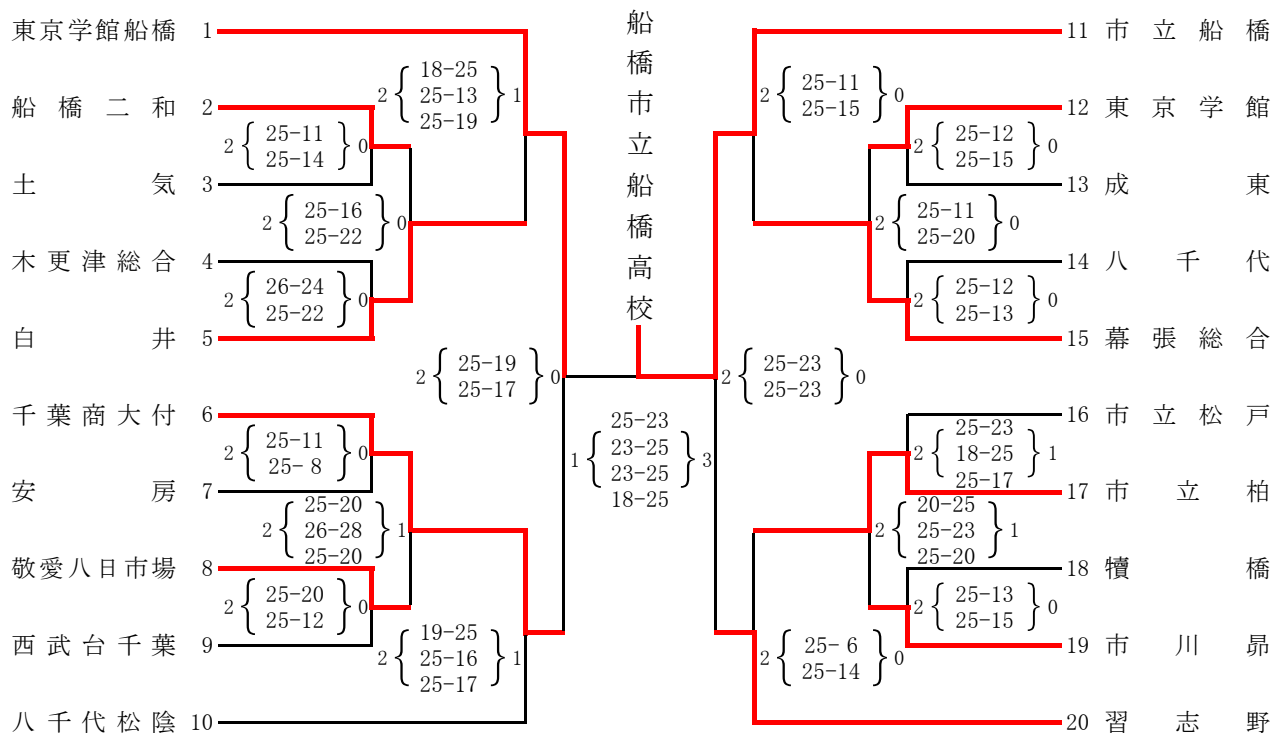 船橋市立船橋高校
東京学館船橋 1
船橋二和 2
土気 3
木更津総合 4
白井 5
千葉商大付 6
安房 7
敬愛八日市場 8
西武台千葉 9
八千代松陰 10
2 { 18-25 } 1
25-13
25-19
2 { 25-11 } 0
25-14
2 { 25-16 } 0
25-22
2 { 26-24 } 0
25-22
2 { 25-19 } 0
25-17
2 { 25-11 } 0
25- 8
2 { 25-20 } 1
26-28
25-20
2 { 25-20 } 0
25-12
2 { 19-25 } 1
25-16
25-17
1 { 25-23 } 3
23-25
23-25
18-25
11 市立船橋
12 東京学館
13 成東
14 八千代
15 幕張総合
16 市立松戸
17 市立柏
18 犢橋
19 市川昴
20 習志野
2 { 25-11 } 0
25-15
2 { 25-12 } 0
25-15
2 { 25-11 } 0
25-20
2 { 25-12 } 0
25-13
2 { 25-23 } 0
25-23
2 { 25-23 } 1
18-25
25-17
2 { 20-25 } 1
25-23
25-20
2 { 25-13 } 0
25-15
2 { 25- 6 } 0
25-14